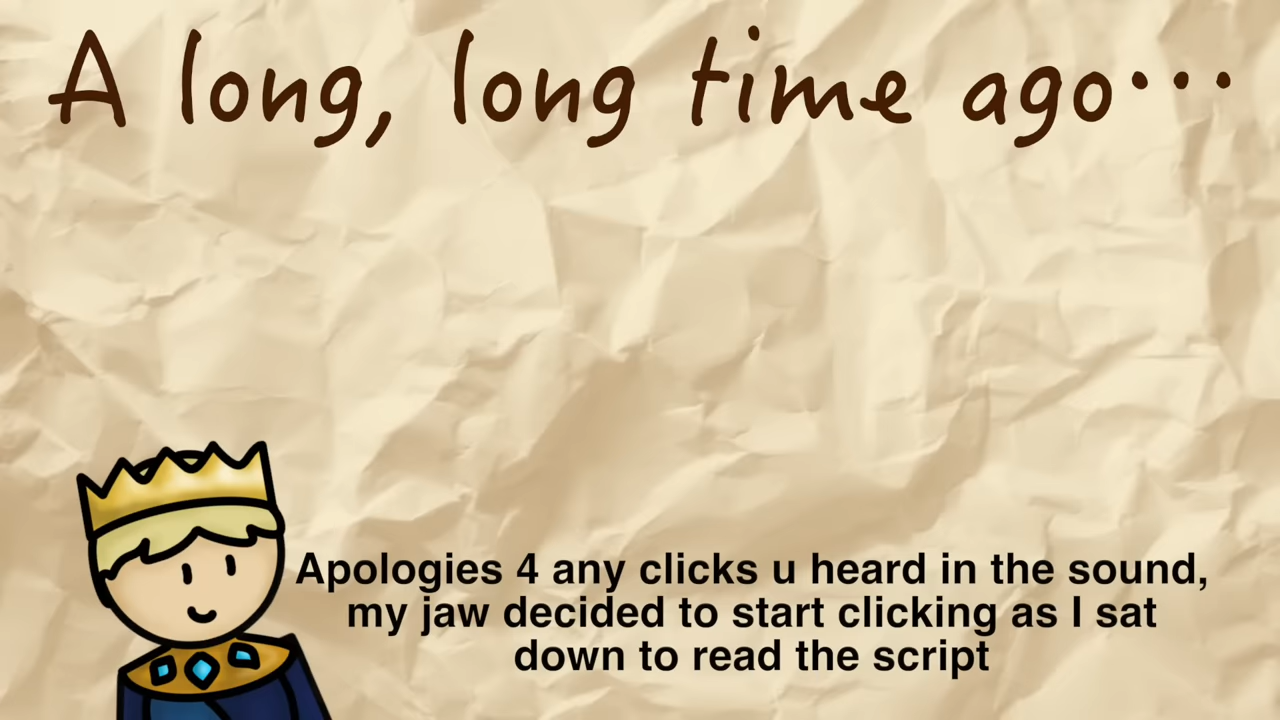 A long, long time ago...
Apologies 4 any clicks u heard in the sound,
my jaw decided to start clicking as I sat
down to read the script